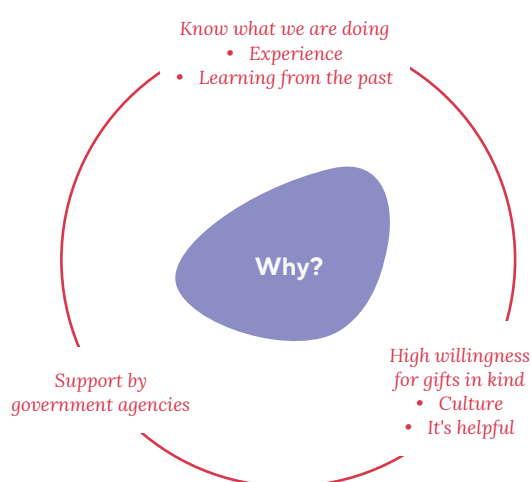 Know what we are doing
• Experience
• Learning from the past
Why?
High willingness
for gifts in kind
• Culture
• It's helpful
Support by
government agencies